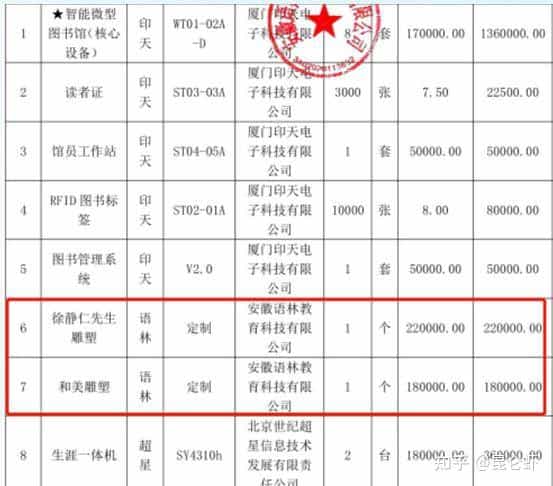 1 ★智能微型图书馆(核心设备) 印天 WT01-02A-D 厦门印天电子科技有限公司 8 套 170000.00 1360000.00
2 读者证 印天 ST03-03A 厦门印天电子科技有限公司 3000 张 7.50 22500.00
3 馆员工作站 印天 ST04-05A 厦门印天电子科技有限公司 1 套 50000.00 50000.00
4 RFID图书标签 印天 ST02-01A 厦门印天电子科技有限公司 10000 张 8.00 80000.00
5 图书管理系统 印天 V2.0 厦门印天电子科技有限公司 1 套 50000.00 50000.00
6 徐静仁先生雕塑 语林 定制 安徽语林教育科技有限公司 1 个 220000.00 220000.00
7 和美雕塑 语林 定制 安徽语林教育科技有限公司 1 个 180000.00 180000.00
8 生涯一体机 超星 SY4310h 北京世纪超星信息技术发展有限责任公司 2 台 180000.00 360000.00
知乎 @昆仑虾